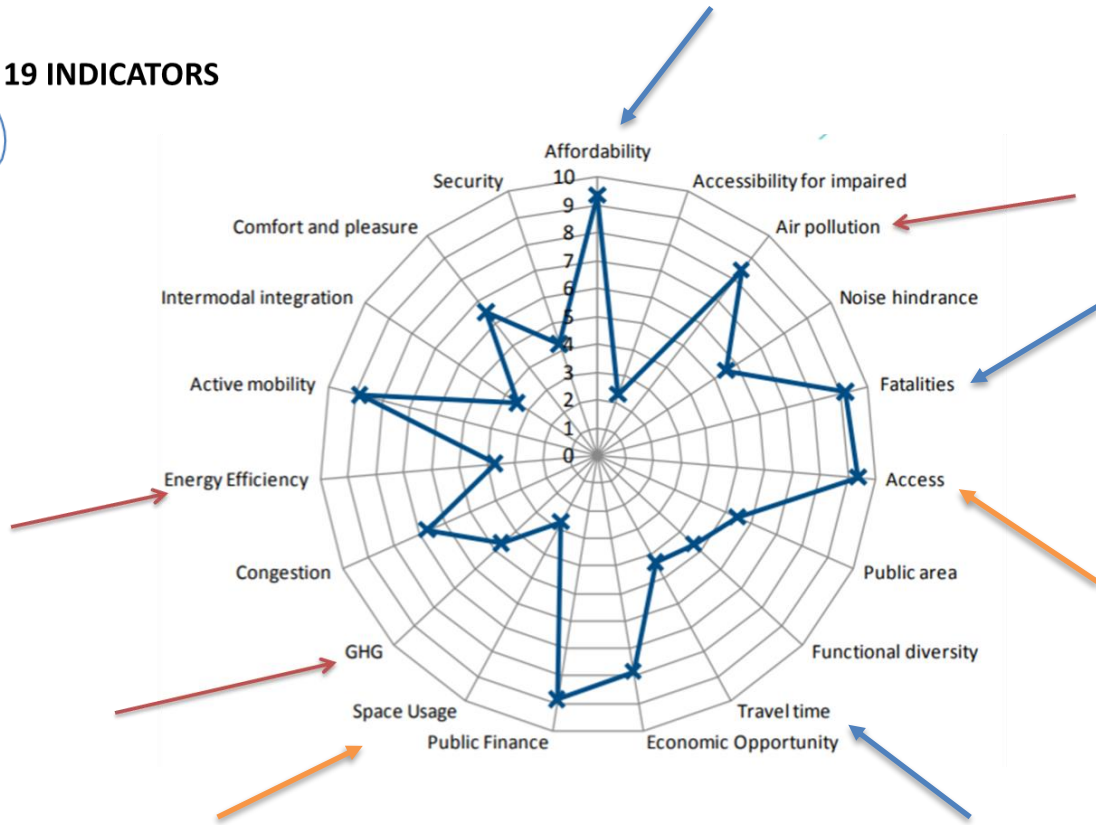 19 INDICATORS
Affordability
Security
Accessibility for impaired
Comfort and pleasure
Air pollution
Intermodal integration
Noise hindrance
Active mobility
Fatalities
Energy Efficiency
Access
Congestion
Public area
GHG
Functional diversity
Space Usage
Travel time
Public Finance
Economic Opportunity
10
9
8
7
6
5
4
3
2
1
0